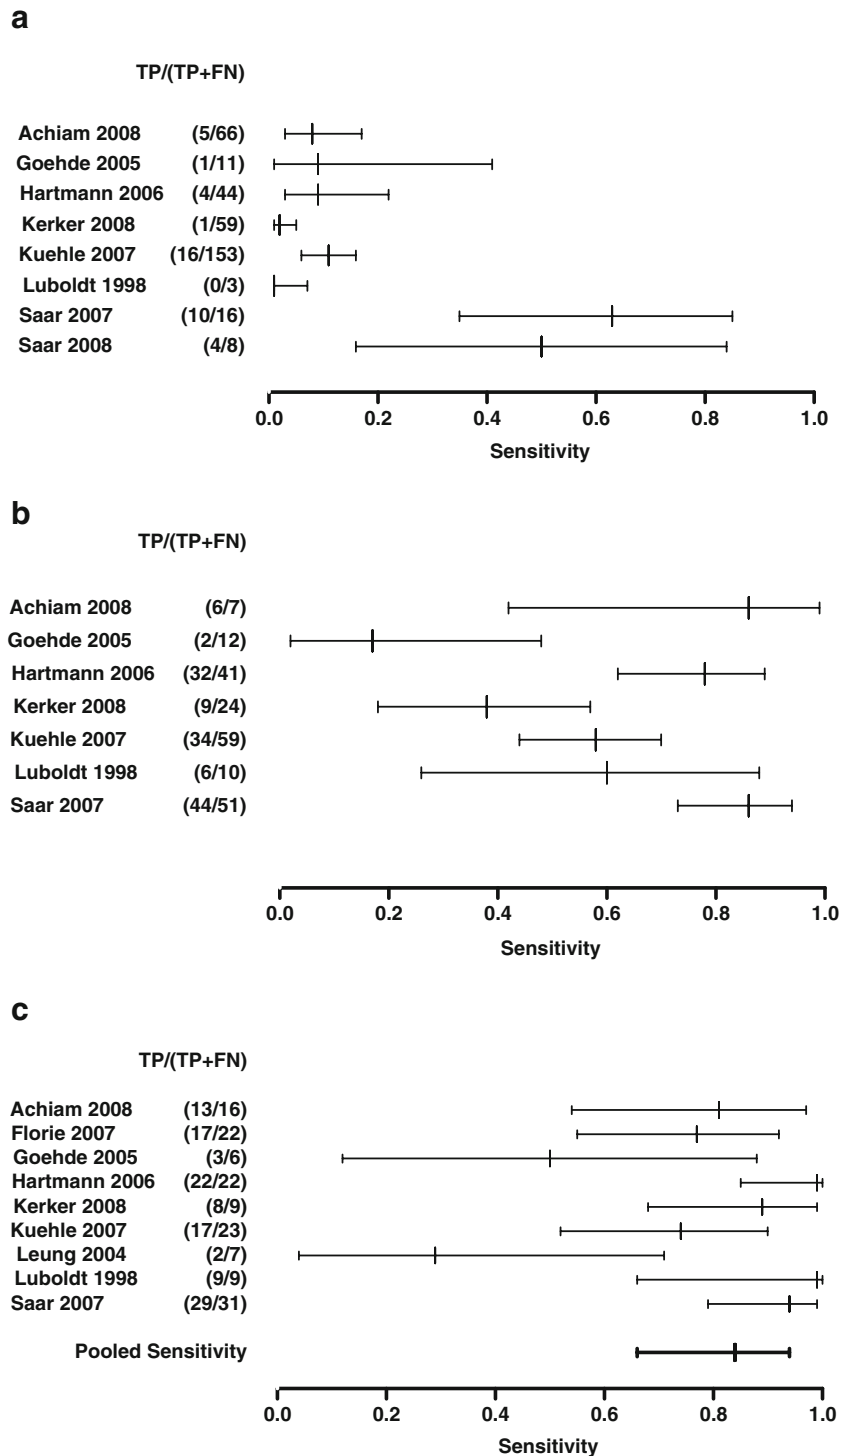 a
TP/(TP+FN)
Achiam 2008 (5/66)
Goehde 2005 (1/11)
Hartmann 2006 (4/44)
Kerker 2008 (1/59)
Kuehle 2007 (16/153)
Luboldt 1998 (0/3)
Saar 2007 (10/16)
Saar 2008 (4/8)
0.0 0.2 0.4 0.6 0.8 1.0
Sensitivity
b
TP/(TP+FN)
Achiam 2008 (6/7)
Goehde 2005 (2/12)
Hartmann 2006 (32/41)
Kerker 2008 (9/24)
Kuehle 2007 (34/59)
Luboldt 1998 (6/10)
Saar 2007 (44/51)
0.0 0.2 0.4 0.6 0.8 1.0
Sensitivity
c
TP/(TP+FN)
Achiam 2008 (13/16)
Florie 2007 (17/22)
Goehde 2005 (3/6)
Hartmann 2006 (22/22)
Kerker 2008 (8/9)
Kuehle 2007 (17/23)
Leung 2004 (2/7)
Luboldt 1998 (9/9)
Saar 2007 (29/31)
Pooled Sensitivity
0.0 0.2 0.4 0.6 0.8 1.0
Sensitivity